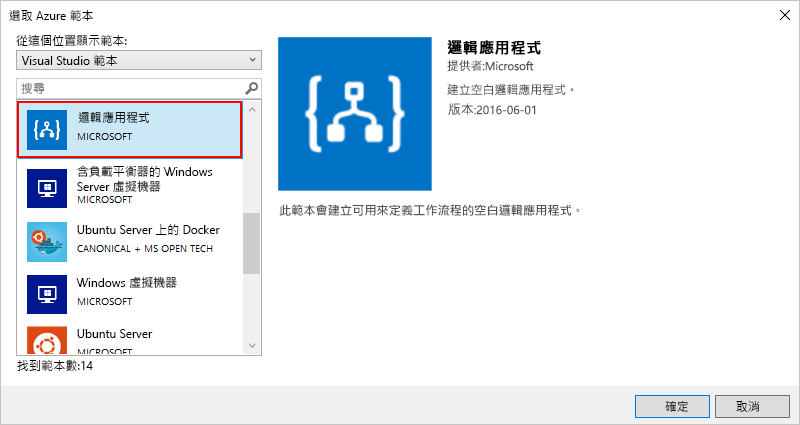 選取 Azure 範本
從這個位置顯示範本:
Visual Studio 範本
搜尋
邏輯應用程式
MICROSOFT
含負載平衡器的 Windows
Server 虛擬機器
MICROSOFT
Ubuntu Server 上的 Docker
CANONICAL + MS OPEN TECH
Windows 虛擬機器
MICROSOFT
Ubuntu Server
MICROSOFT
找到範本數:14
邏輯應用程式
提供者:Microsoft
建立空白邏輯應用程式。
版本:2016-06-01
此範本會建立可用來定義工作流程的空白邏輯應用程式。
確定
取消